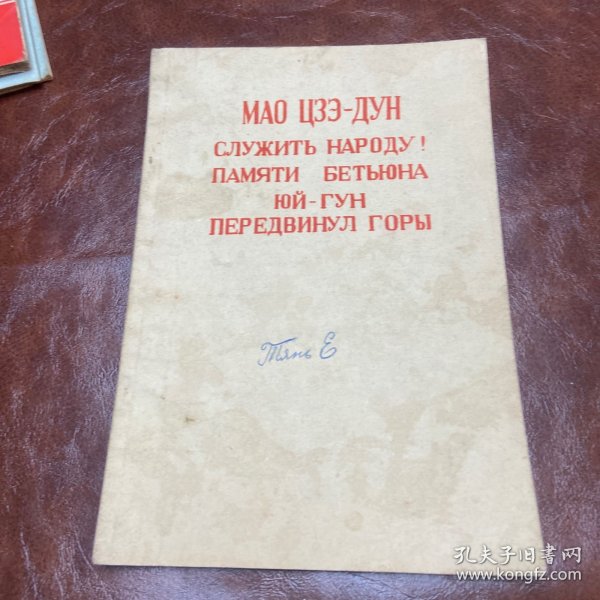 МАО ЦЗЭ-ДУН
СЛУЖИТЬ НАРОДУ!
ПАМЯТИ БЕТЬЮНА
ЮЙ-ГУН
ПЕРЕДВИНУЛ ГОРЫ
Тянь Е
孔夫子旧書网
www.kongfz.com